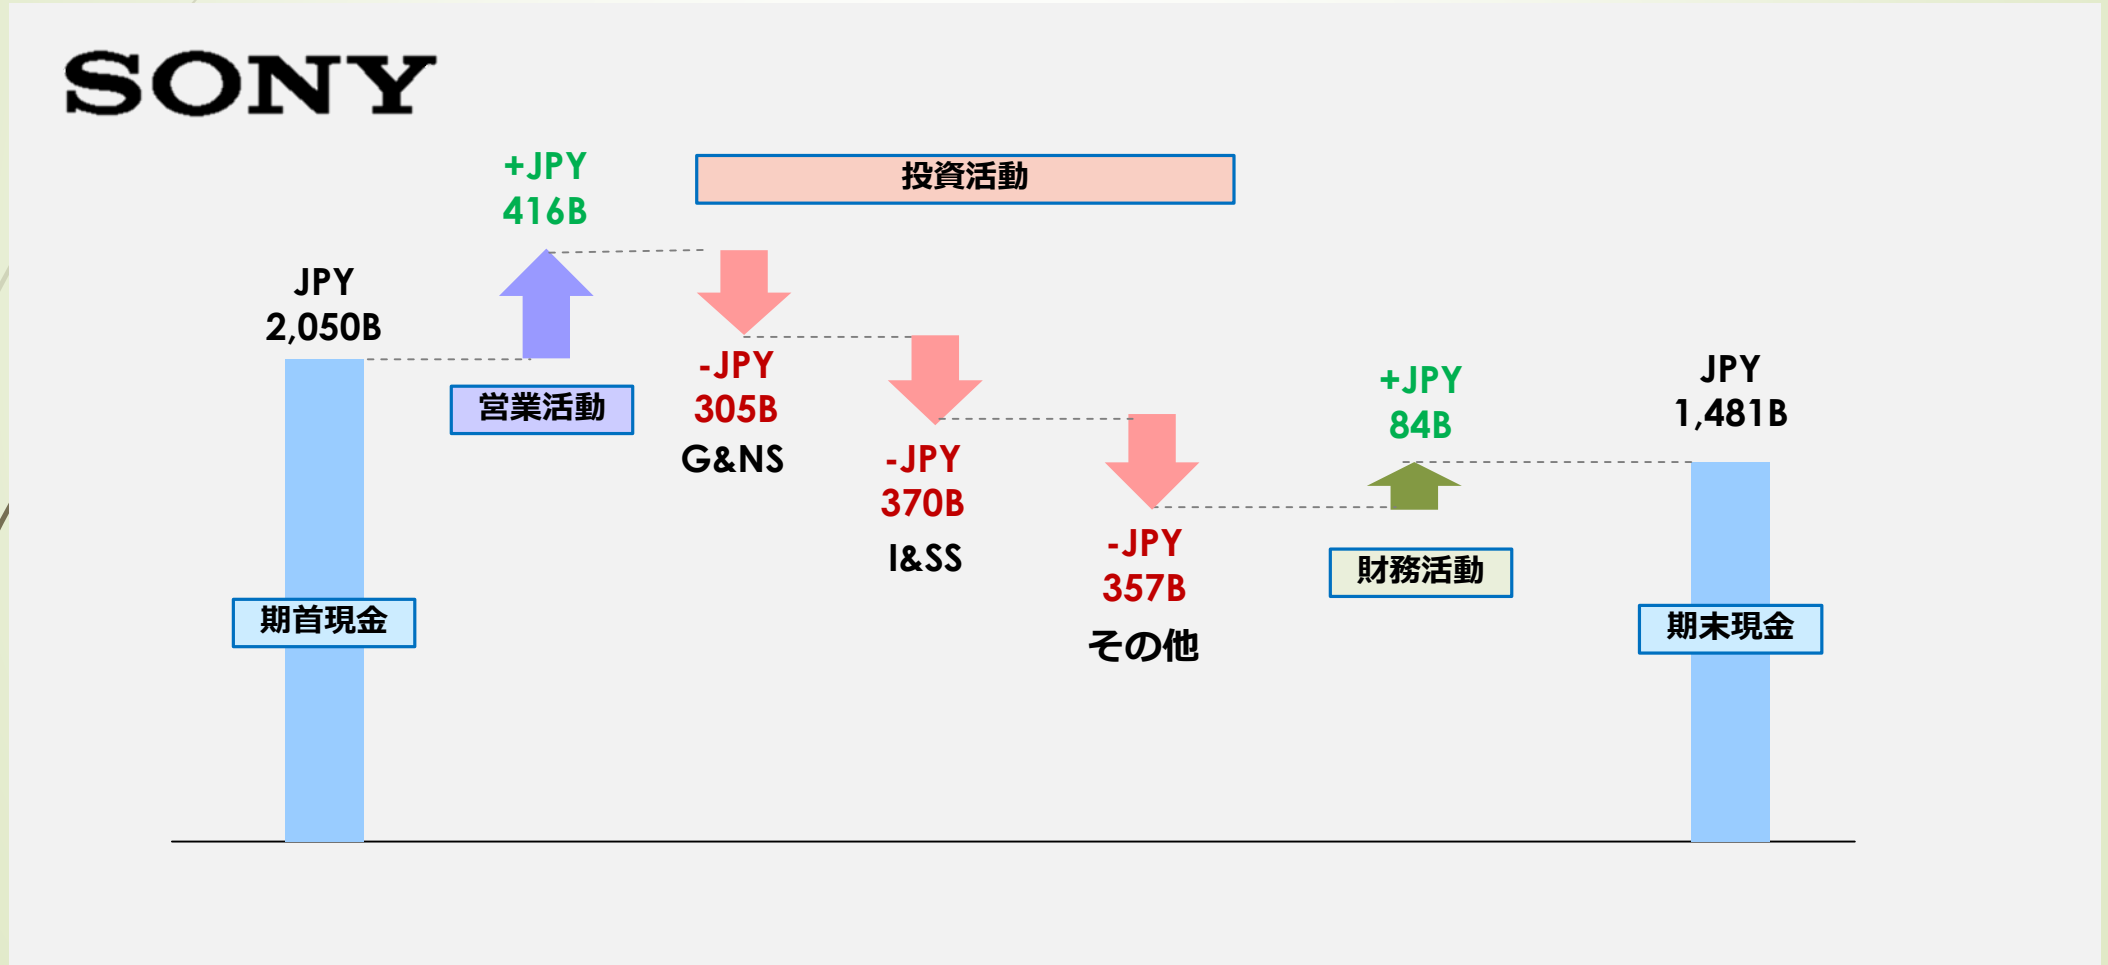 SONY
+JPY
416B
投資活動
JPY
2,050B
営業活動
-JPY
305B
G&NS
-JPY
370B
I&SS
-JPY
357B
その他
+JPY
84B
財務活動
JPY
1,481B
期首現金
期末現金